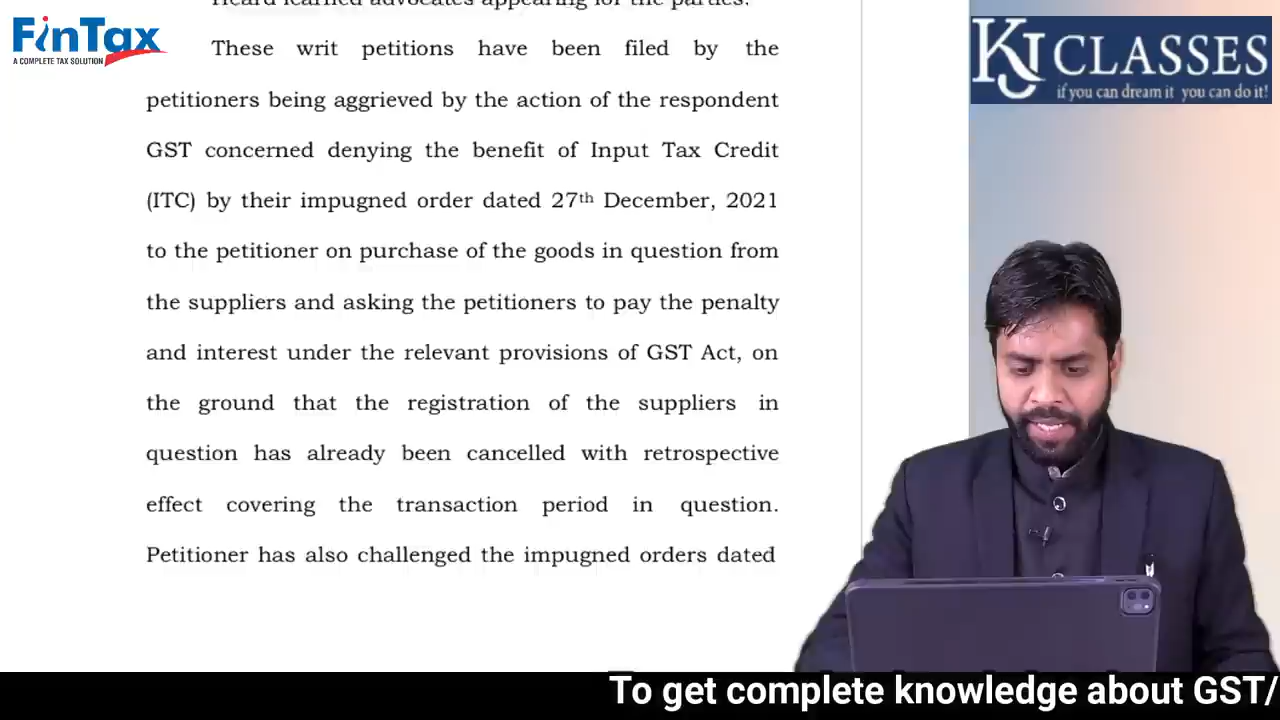 Heard learned advocates appearing for the parties.
FinTax
A COMPLETE TAX SOLUTION
These writ petitions have been filed by the
petitioners being aggrieved by the action of the respondent
GST concerned denying the benefit of Input Tax Credit
(ITC) by their impugned order dated 27th December, 2021
to the petitioner on purchase of the goods in question from
the suppliers and asking the petitioners to pay the penalty
and interest under the relevant provisions of GST Act, on
the ground that the registration of the suppliers in
question has already been cancelled with retrospective
effect covering the transaction period in question.
Petitioner has also challenged the impugned orders dated
KJ CLASSES
if you can dream it you can do it!
To get complete knowledge about GST/